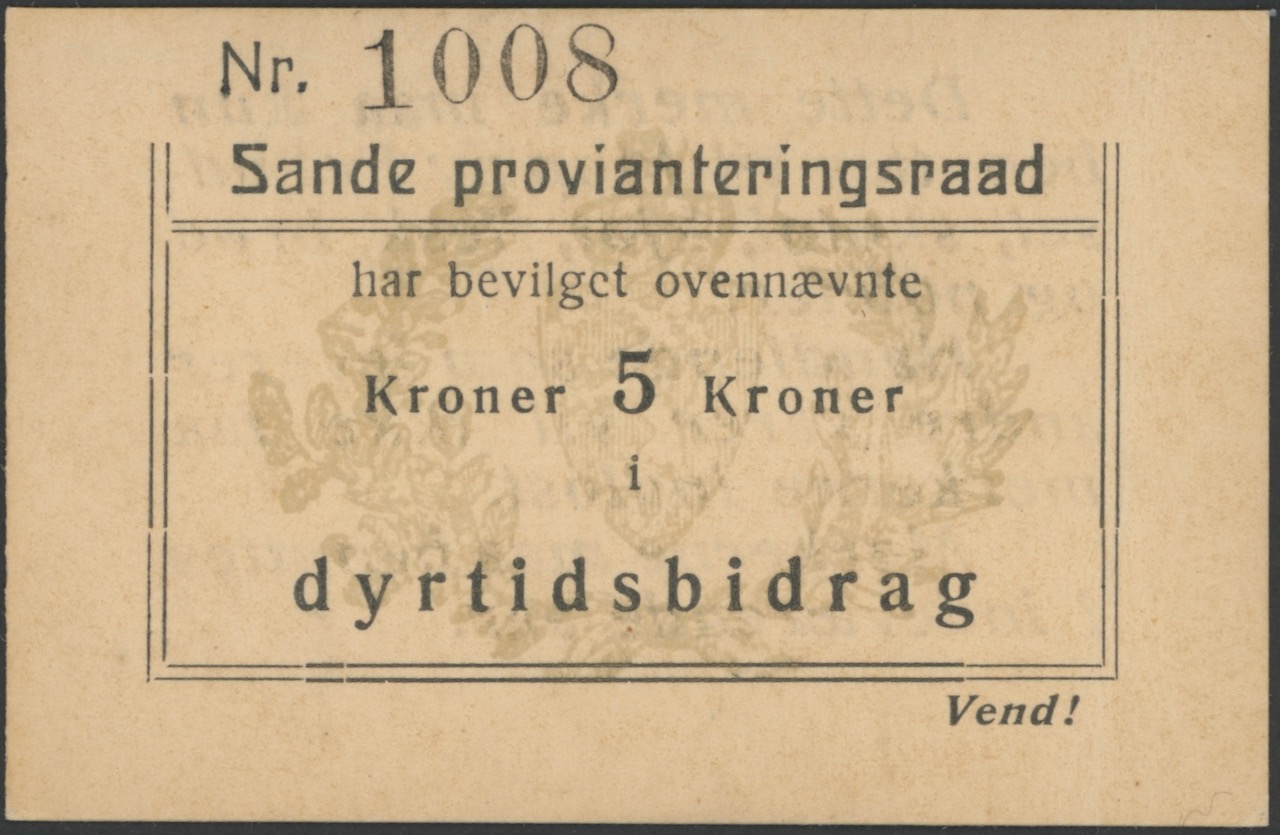 Nr. 1008
Sande provianteringsraad
har bevilget ovennævnte
Kroner 5 Kroner
i
dyrtidsbidrag
Vend!